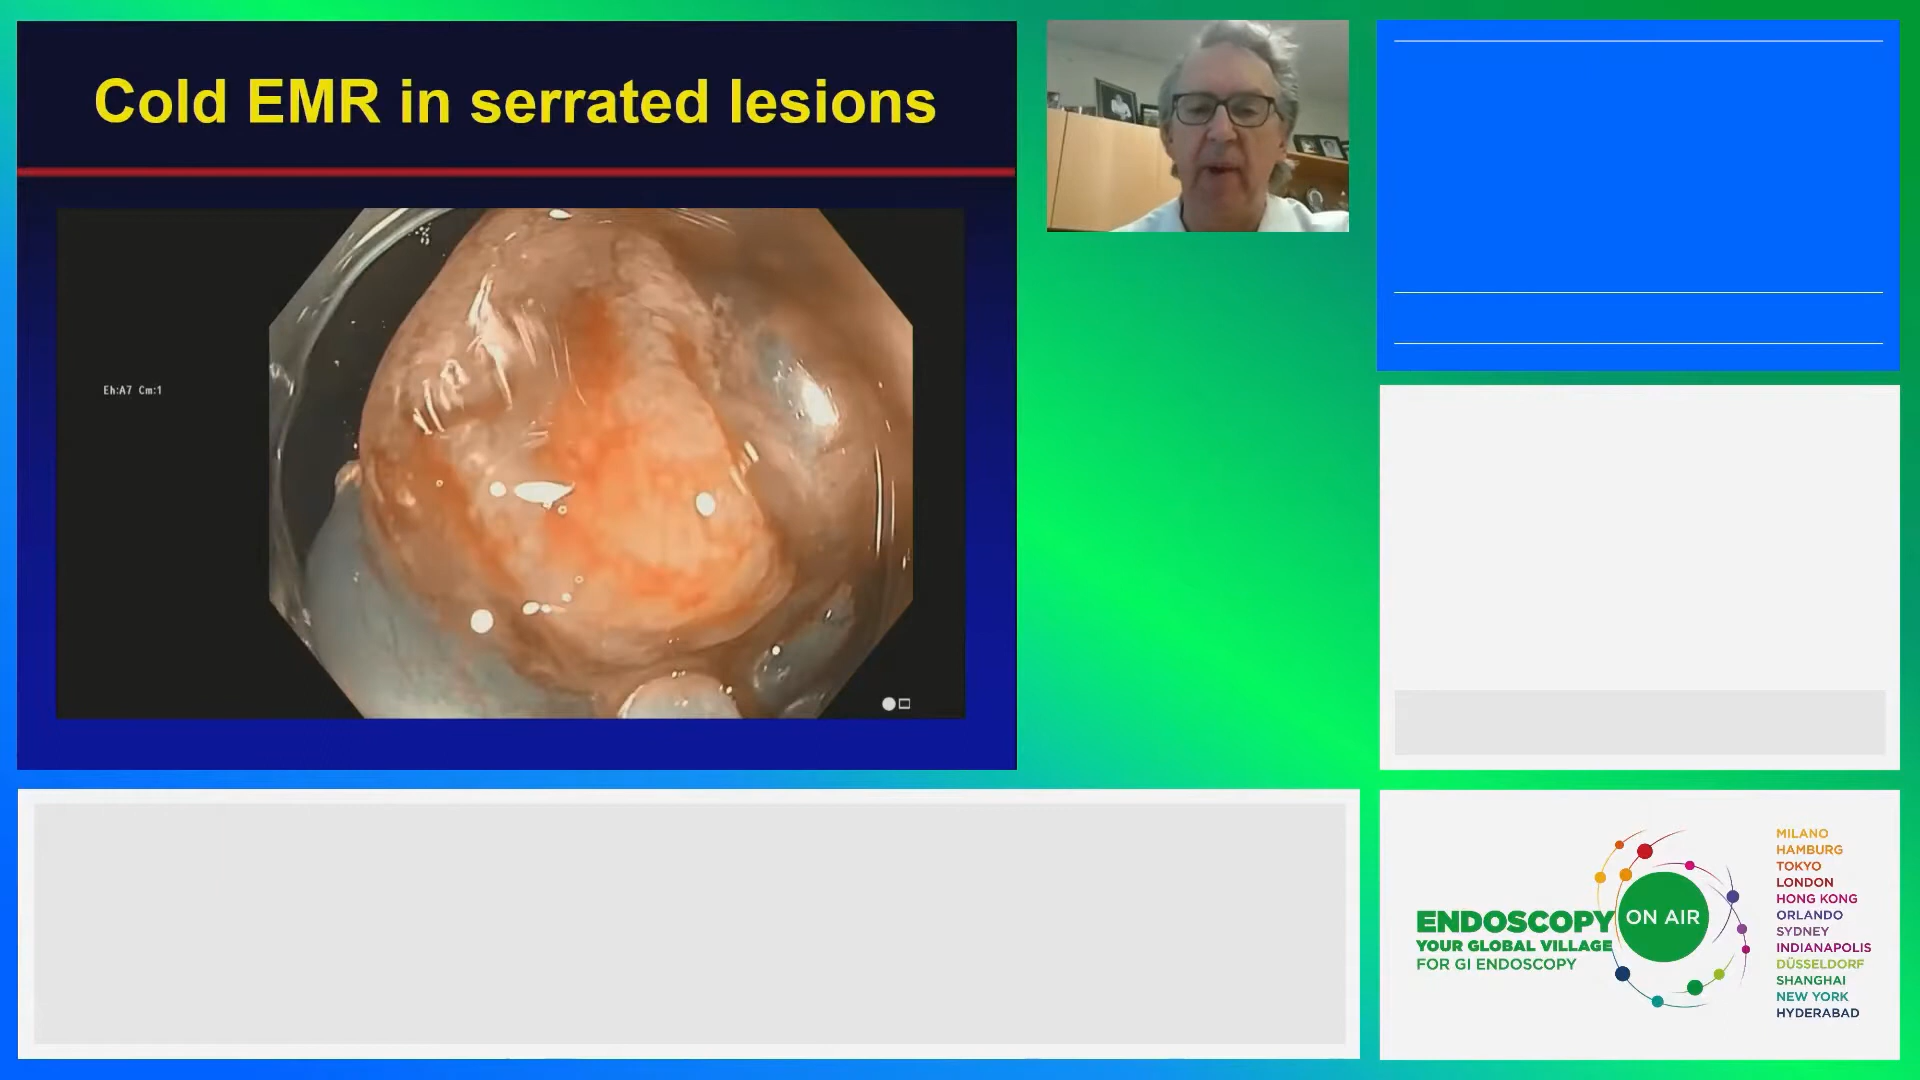 Cold EMR in serrated lesions
Eh:A7 Cm:1
ENDOSCOPY
YOUR GLOBAL VILLAGE
FOR GI ENDOSCOPY
ON AIR
MILANO
HAMBURG
TOKYO
LONDON
HONG KONG
ORLANDO
SYDNEY
INDIANAPOLIS
DÜSSELDORF
SHANGHAI
NEW YORK
HYDERABAD